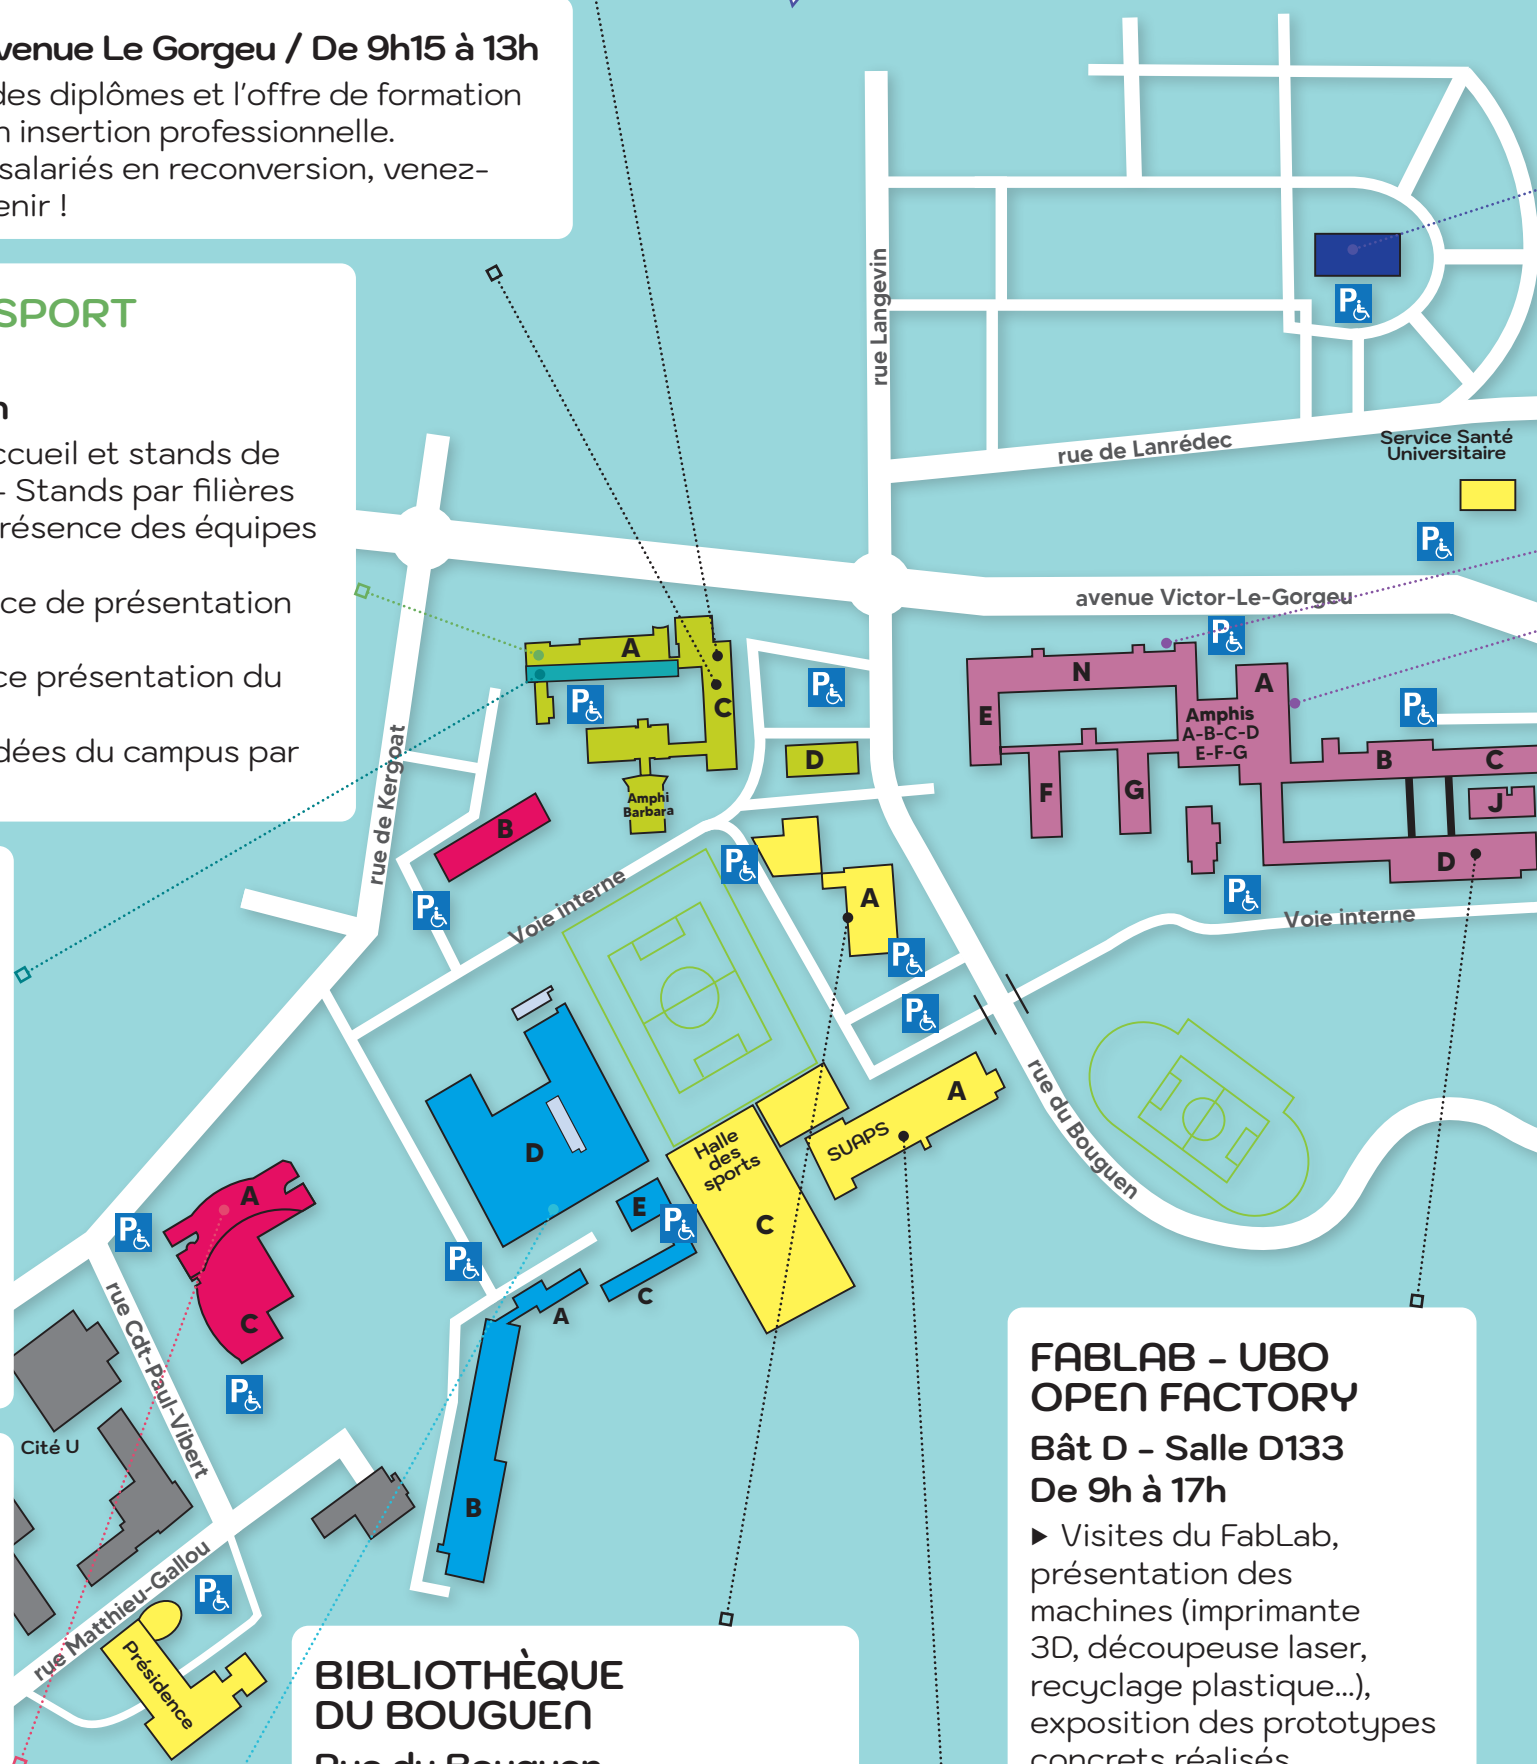 venue Le Gorgeu / De 9h15 à 13h
des diplômes et l'offre de formation
n insertion professionnelle.
salariés en reconversion, venez-
enir !
SPORT
h
ccueil et stands de
- Stands par filières
résence des équipes
ce de présentation
ce présentation du
dées du campus par
rue Langevin
P
rue de Lanrédec
Service Santé
Universitaire
P
avenue Victor-Le-Gorgeu
P
A
P
C
P
D
Amphi
Barbara
N
A
E
Amphis
A-B-C-D
E-F-G
P
B
C
F
G
J
D
P
Voie interne
rue de Kergoat
B
P
Voie interne
P
A
P
P
rue du Bouguen
A
SUAPS
Halle
des
sports
C
D
E
P
P
A
C
B
P
A
C
P
rue Cdt-Paul-Vibert
Cité U
rue Matthieu-Gallou
P
Présidence
BIBLIOTHÈQUE
DU BOUGUEN
Rue du Bouguen
FABLAB - UBO
OPEN FACTORY
Bât D - Salle D133
De 9h à 17h
► Visites du FabLab,
présentation des
machines (imprimante
3D, découpeuse laser,
recyclage plastique...),
exposition des prototypes
concrets réalisés